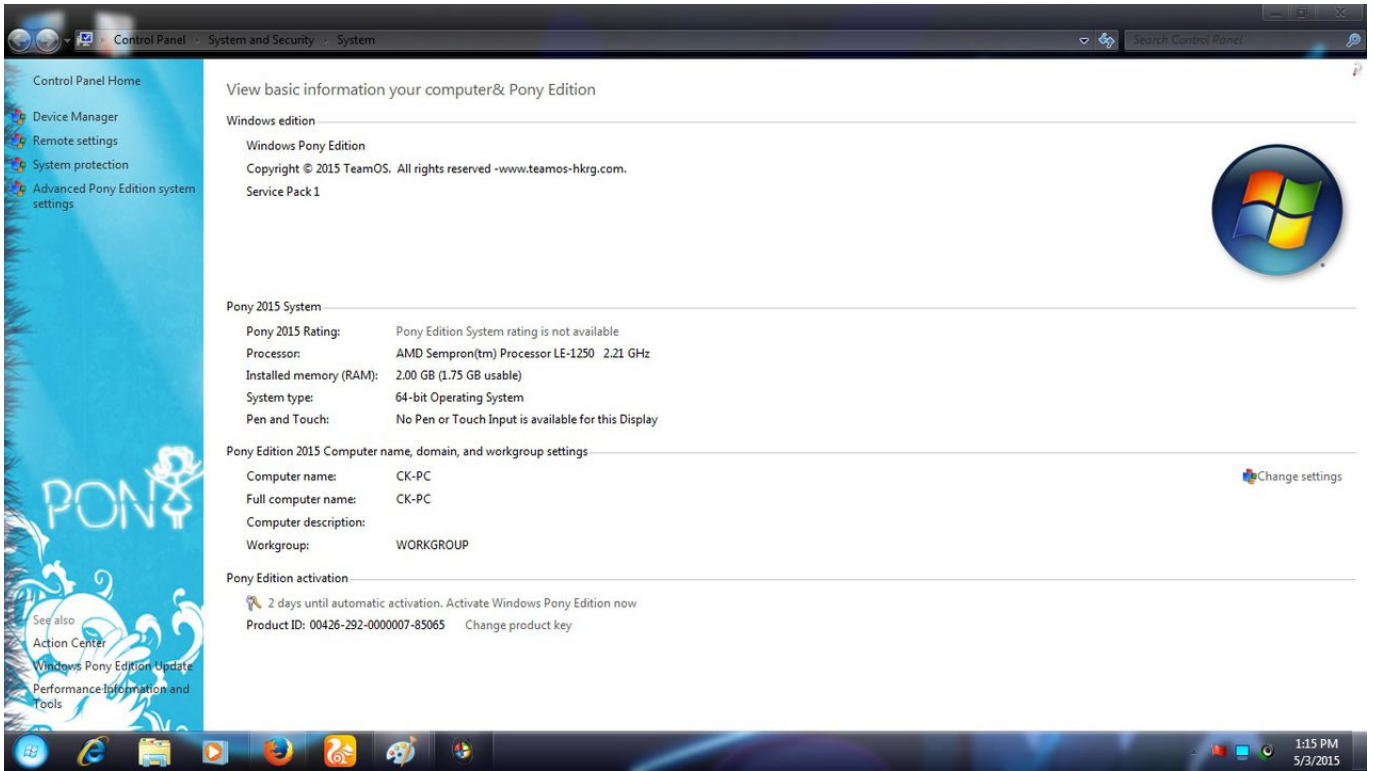 Control Panel System and Security System
Search Control Panel
Control Panel Home
Device Manager
Remote settings
System protection
Advanced Pony Edition system
settings
PONY
See also
Action Center
Windows Pony Edition Update
Performance Information and
Tools
View basic information your computer& Pony Edition
Windows edition
Windows Pony Edition
Copyright © 2015 TeamOS. All rights reserved -www.teamos-hkrg.com.
Service Pack 1
Pony 2015 System
Pony 2015 Rating: Pony Edition System rating is not available
Processor: AMD Sempron(tm) Processor LE-1250 2.21 GHz
Installed memory (RAM): 2.00 GB (1.75 GB usable)
System type: 64-bit Operating System
Pen and Touch: No Pen or Touch Input is available for this Display
Pony Edition 2015 Computer name, domain, and workgroup settings
Computer name: CK-PC
Change settings
Full computer name: CK-PC
Computer description:
Workgroup: WORKGROUP
Pony Edition activation
2 days until automatic activation. Activate Windows Pony Edition now
Product ID: 00426-292-0000007-85065 Change product key
1:15 PM
5/3/2015